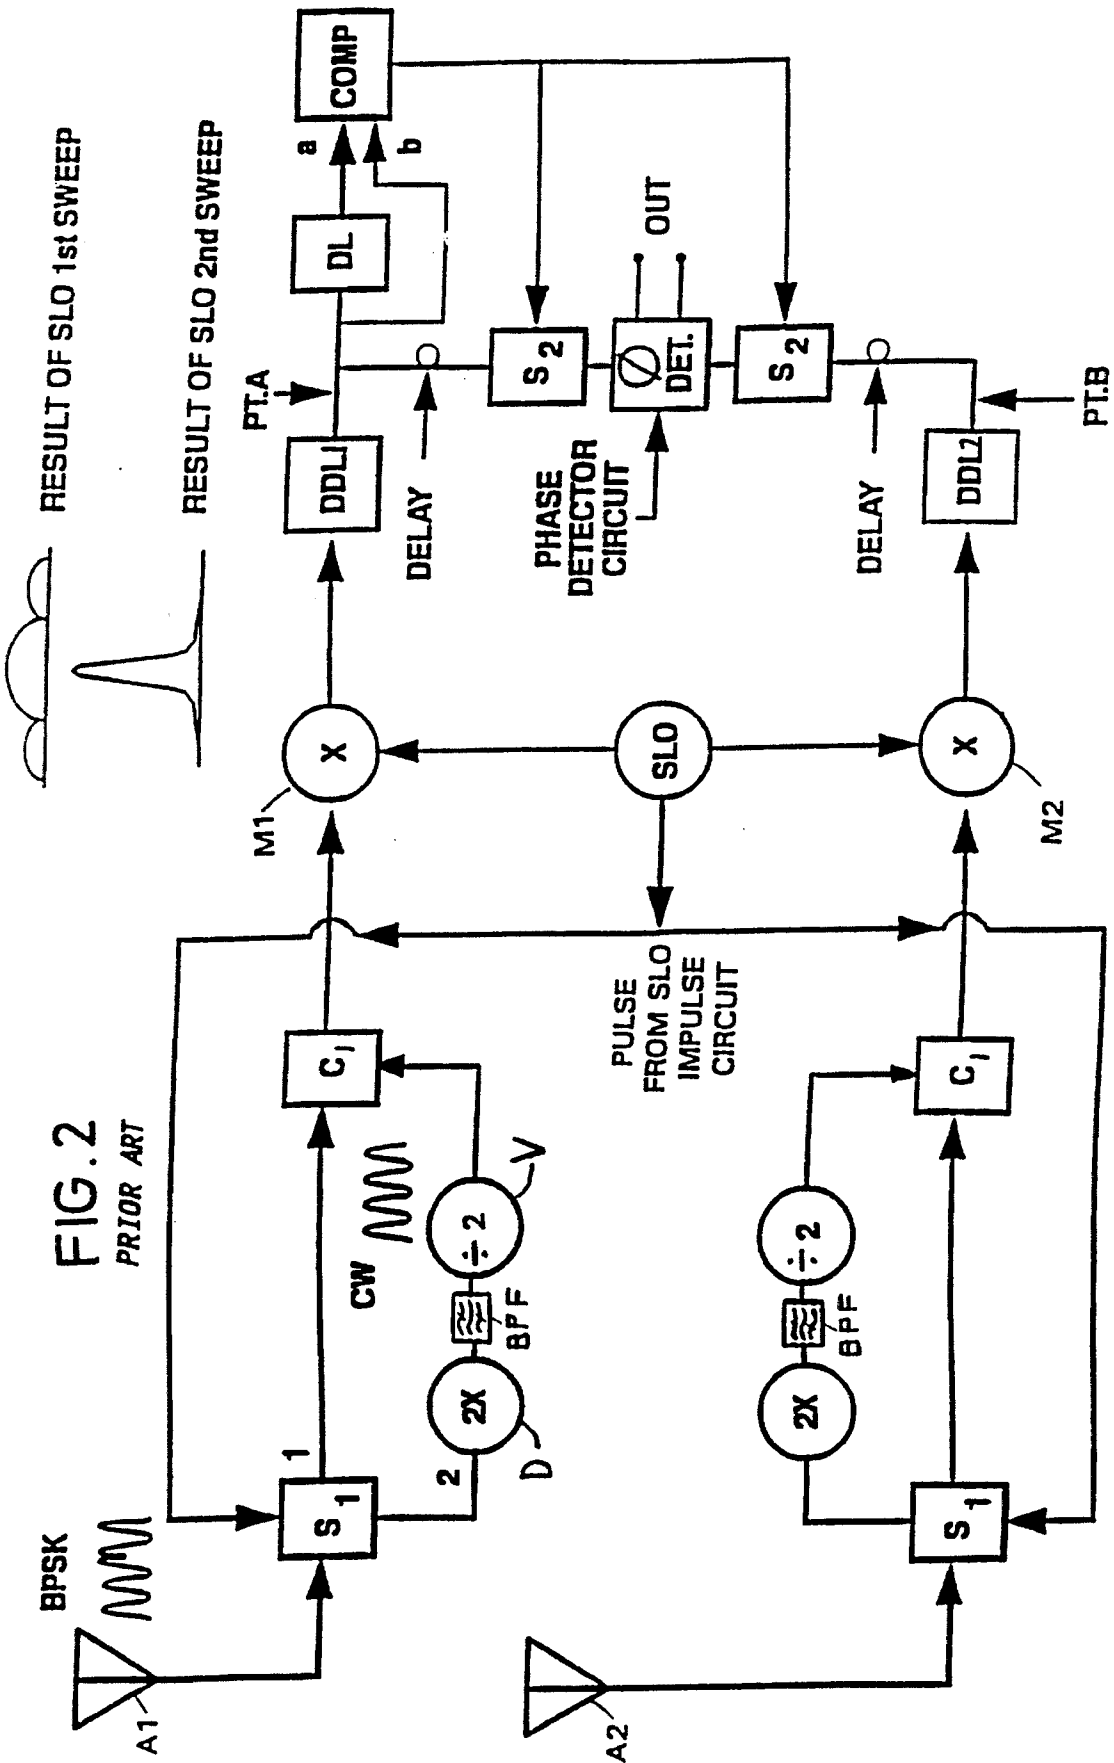 FIG. 2
PRIOR ART
RESULT OF SLO 1st SWEEP
RESULT OF SLO 2nd SWEEP
BPSK
A1
S1
1
2
CW
2X
D
BPF
÷ 2
V
C1
M1
X
DDL1
PT.A
DL
a
b
COMP
DELAY
S2
PHASE
DETECTOR
CIRCUIT
Ø
DET.
OUT
SLO
PULSE
FROM SLO
IMPULSE
CIRCUIT
S2
DELAY
A2
S1
2X
BPF
÷ 2
C1
M2
X
DDL2
PT.B